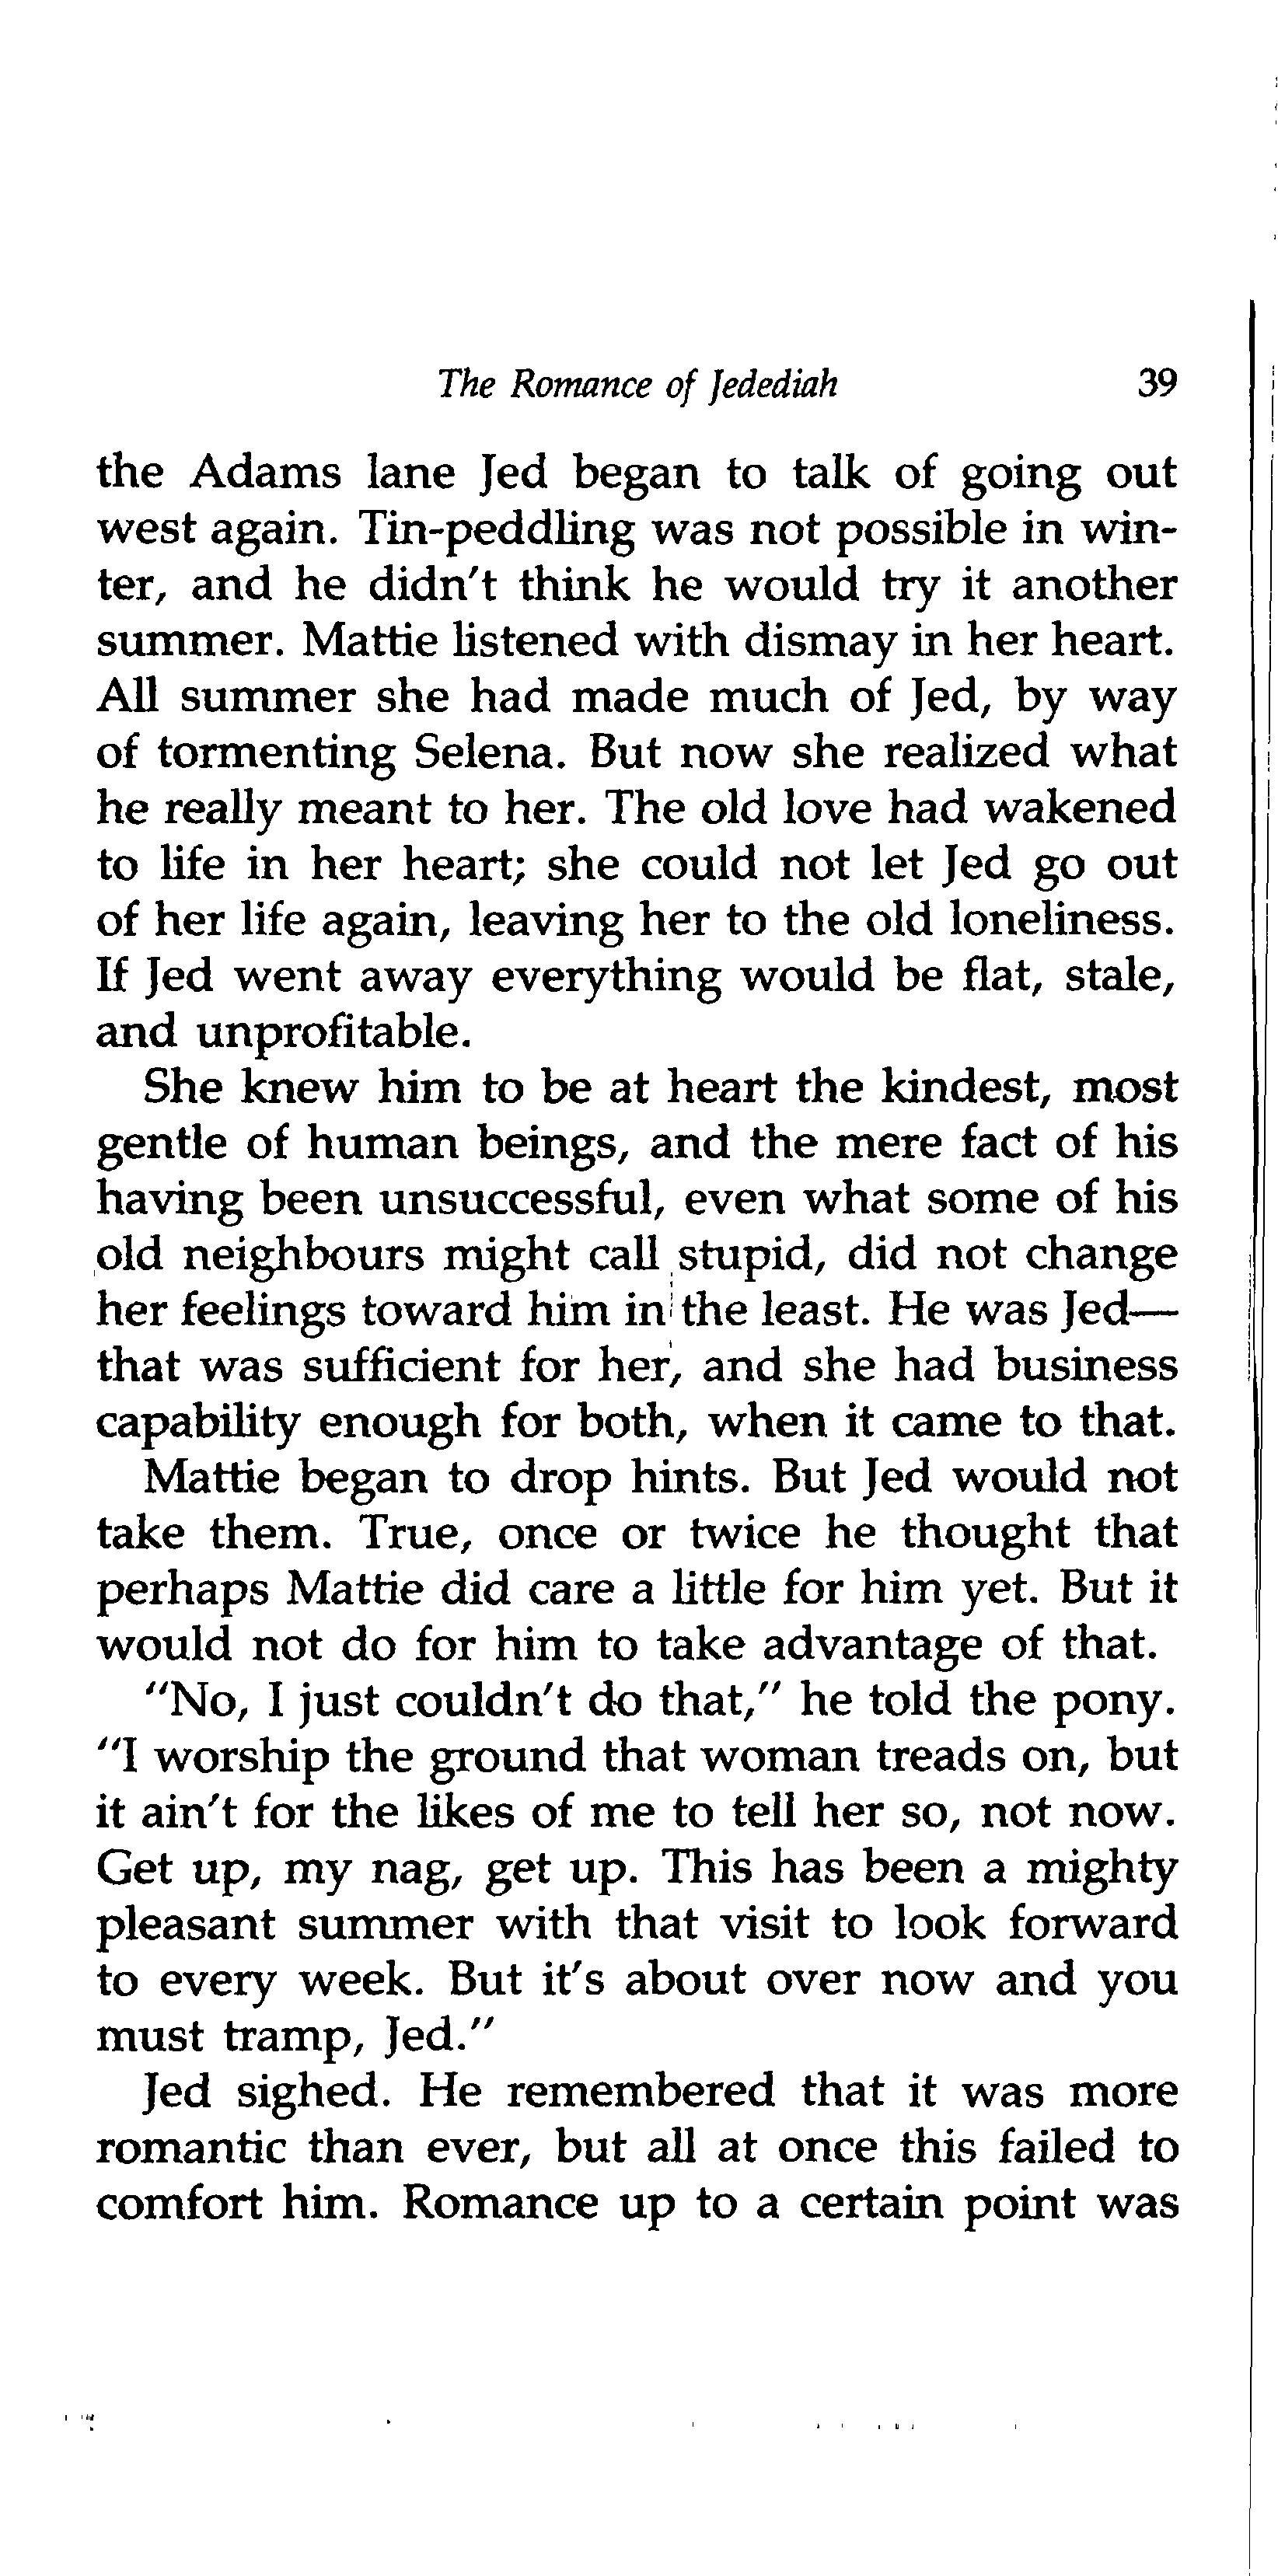 The Romance of Jedediah 39
the Adams lane Jed began to talk of going out
west again. Tin-peddling was not possible in win-
ter, and he didn't think he would try it another
summer. Mattie listened with dismay in her heart.
All summer she had made much of Jed, by way
of tormenting Selena. But now she realized what
he really meant to her. The old love had wakened
to life in her heart; she could not let Jed go out
of her life again, leaving her to the old loneliness.
If Jed went away everything would be flat, stale,
and unprofitable.
She knew him to be at heart the kindest, most
gentle of human beings, and the mere fact of his
having been unsuccessful, even what some of his
old neighbours might call stupid, did not change
her feelings toward him in the least. He was Jed—
that was sufficient for her, and she had business
capability enough for both, when it came to that.
Mattie began to drop hints. But Jed would not
take them. True, once or twice he thought that
perhaps Mattie did care a little for him yet. But it
would not do for him to take advantage of that.
"No, I just couldn't do that," he told the pony.
"I worship the ground that woman treads on, but
it ain't for the likes of me to tell her so, not now.
Get up, my nag, get up. This has been a mighty
pleasant summer with that visit to look forward
to every week. But it's about over now and you
must tramp, Jed."
Jed sighed. He remembered that it was more
romantic than ever, but all at once this failed to
comfort him. Romance up to a certain point was